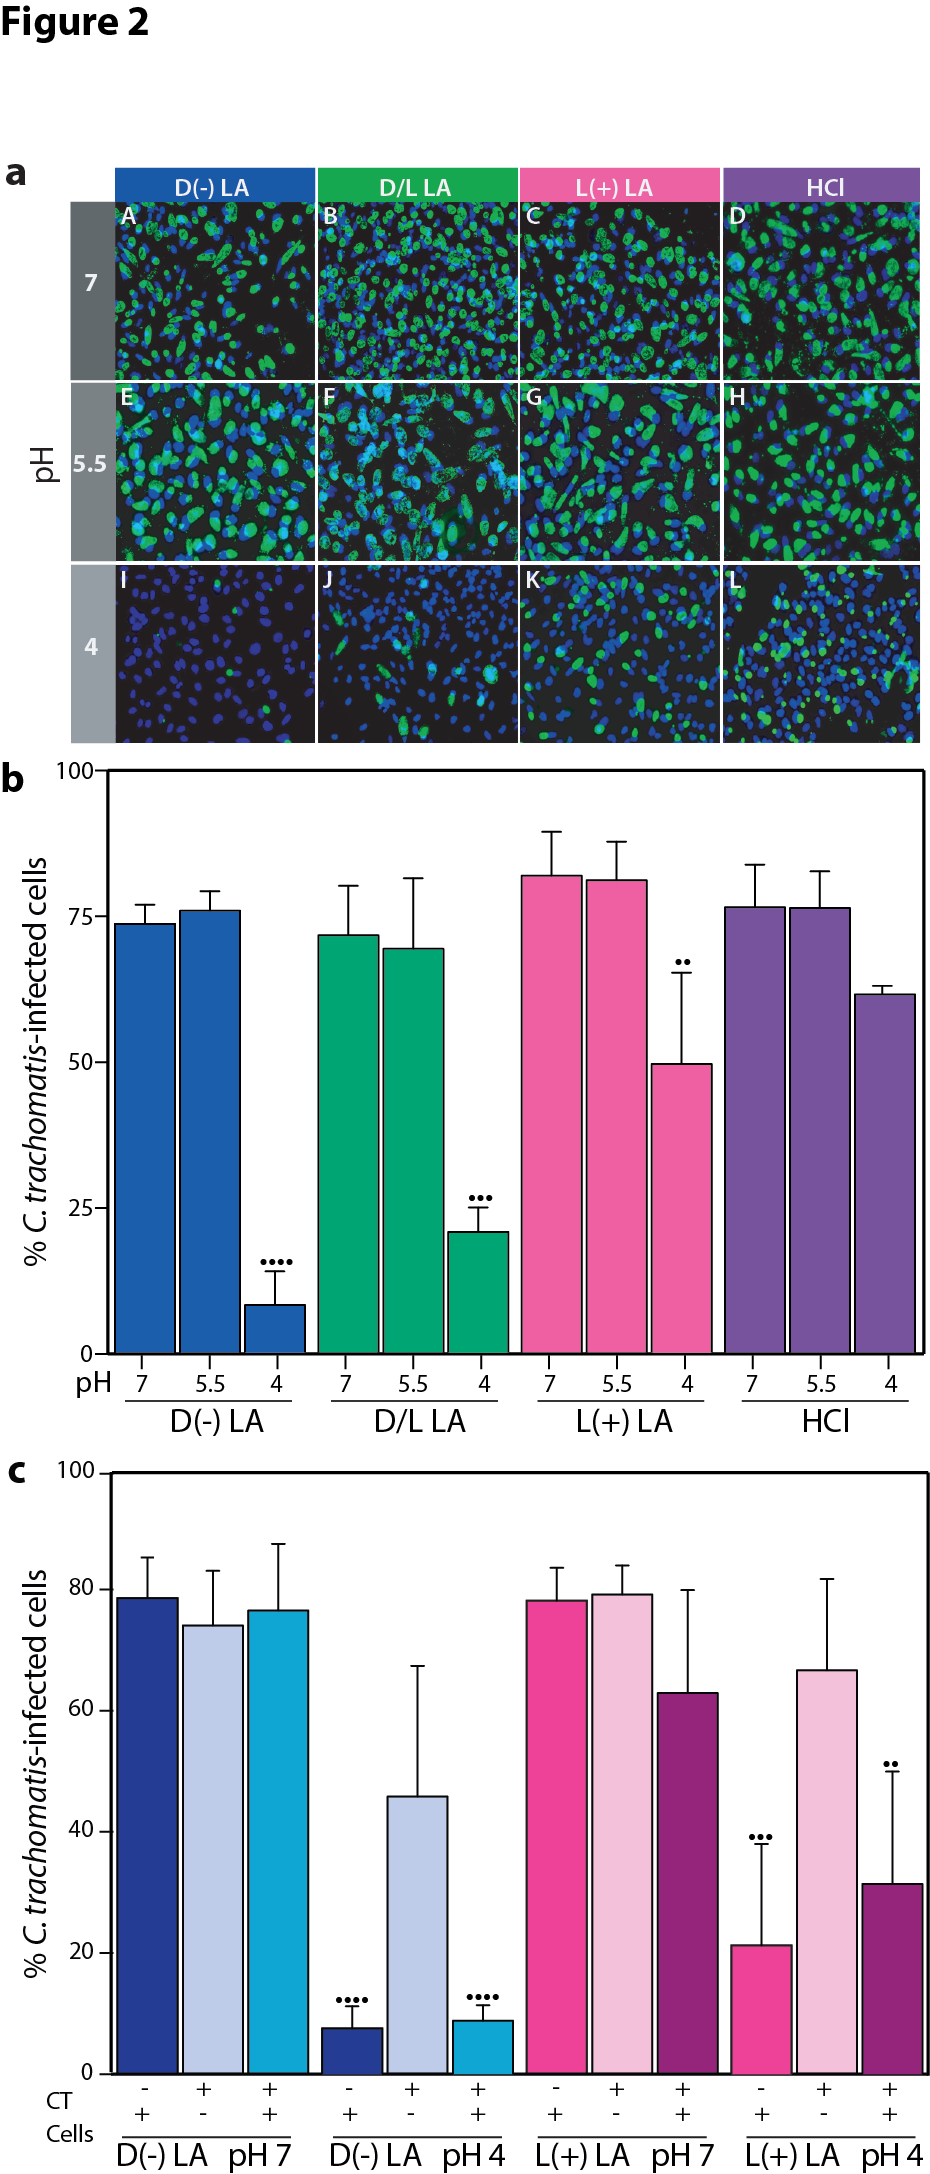 Figure 2
a
D(-) LA D/L LA L(+) LA HCl
A B C D
7
E F G H
pH 5.5
I J K L
4
b
100
75
50
25
0
% C. trachomatis-infected cells
•••• ••• ••
pH 7 5.5 4 7 5.5 4 7 5.5 4 7 5.5 4
D(-) LA D/L LA L(+) LA HCl
c
100
80
60
40
20
0
% C. trachomatis-infected cells
•••• •••• ••• ••
CT - + + - + + - + + - + +
Cells + - + + - + + - + + - +
D(-) LA pH 7 D(-) LA pH 4 L(+) LA pH 7 L(+) LA pH 4